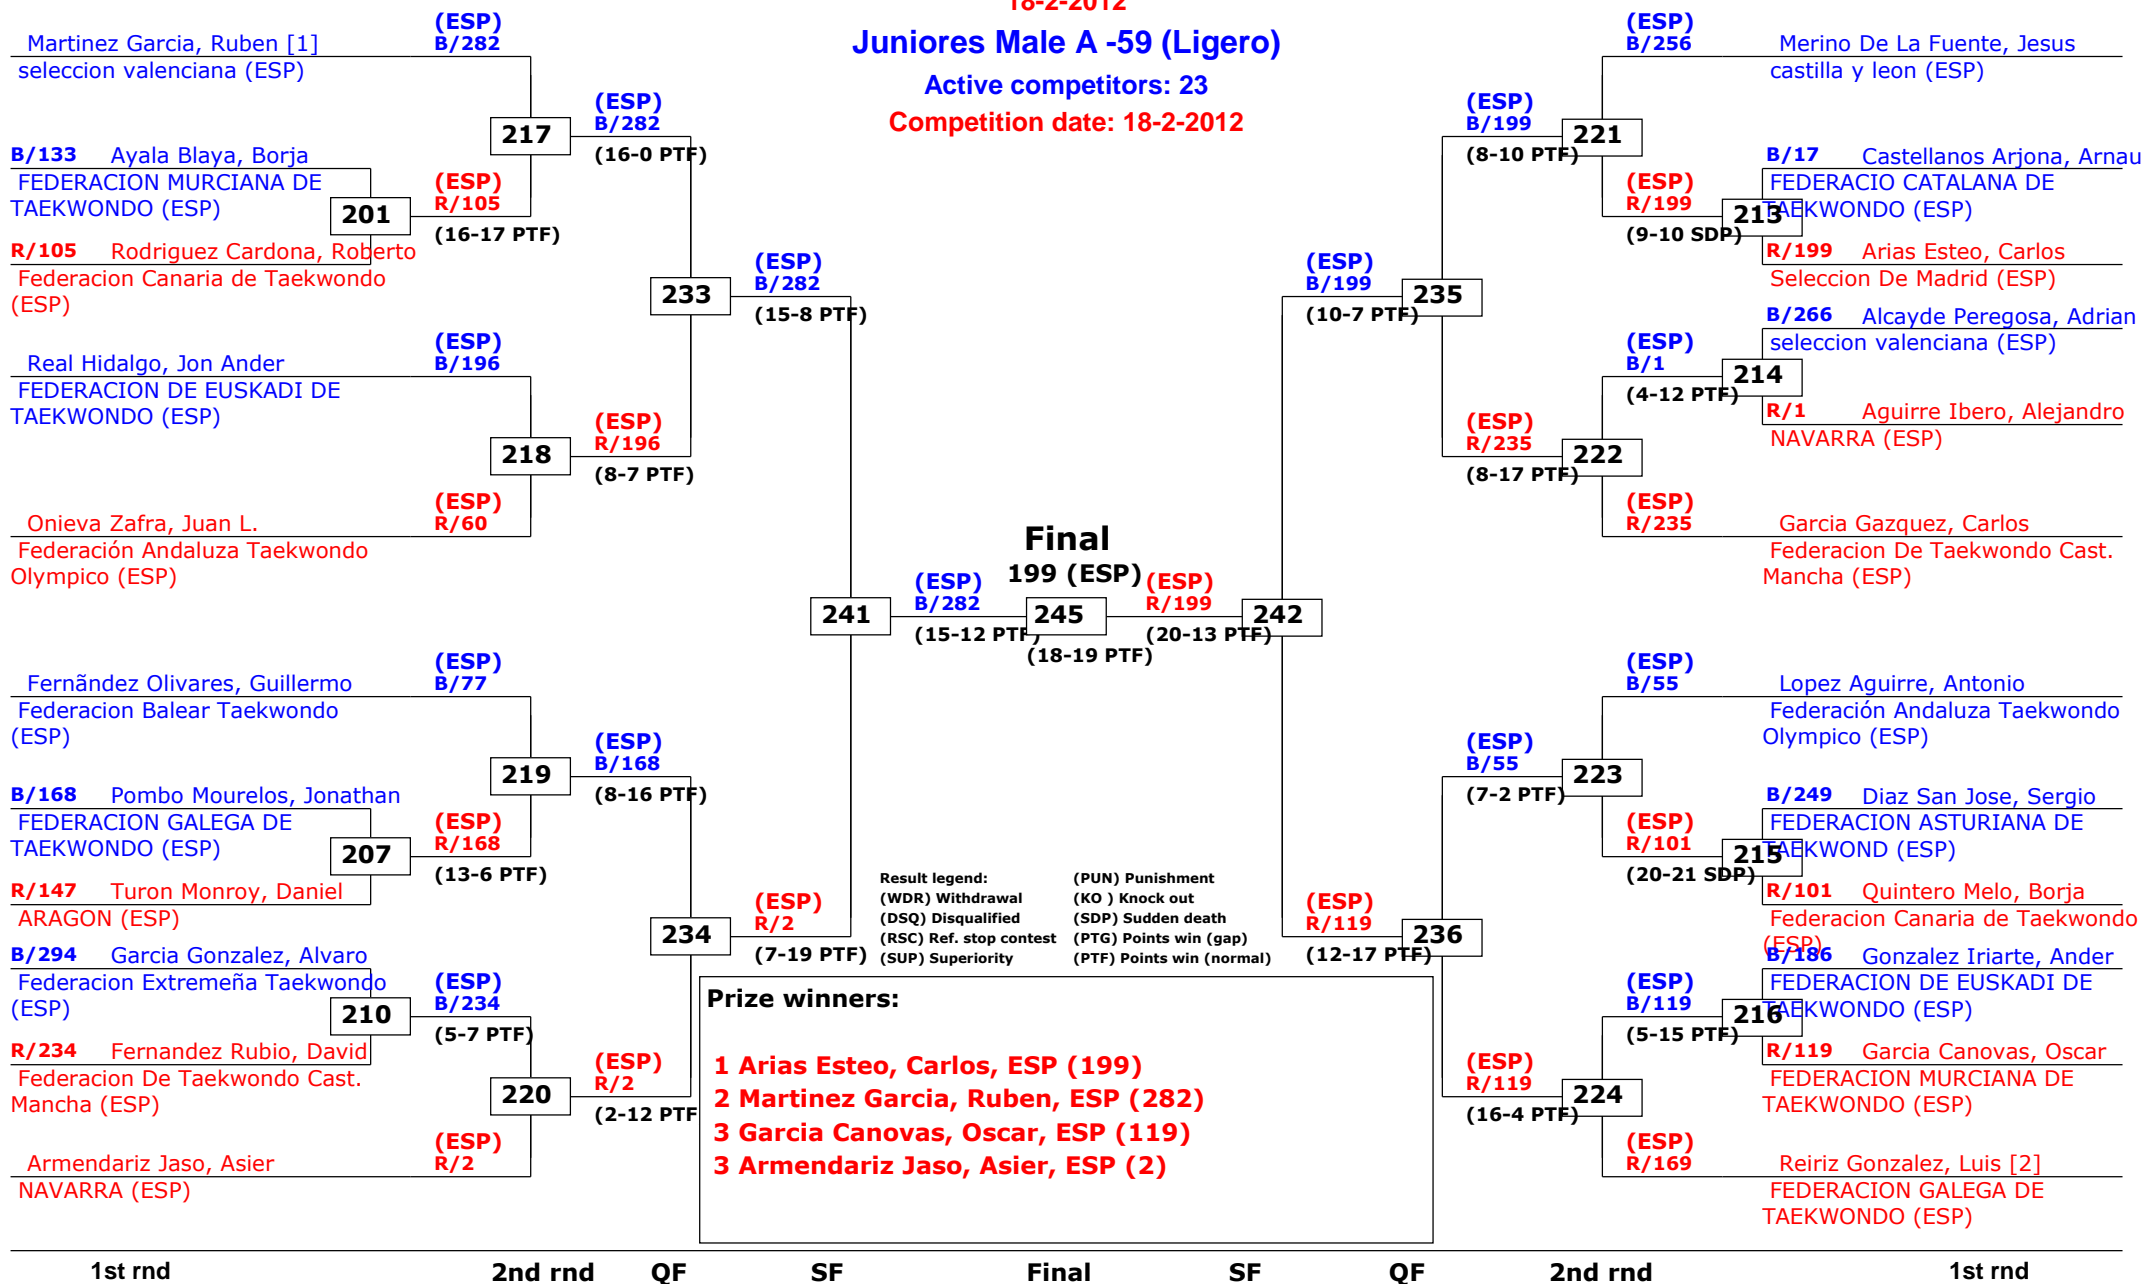 18-2-2012
Juniores Male A -59 (Ligero)
Active competitors: 23
Competition date: 18-2-2012
Martinez Garcia, Ruben [1]
seleccion valenciana (ESP)
(ESP)
B/282
B/133 Ayala Blaya, Borja
FEDERACION MURCIANA DE
TAEKWONDO (ESP)
201
R/105 Rodriguez Cardona, Roberto
Federacion Canaria de Taekwondo
(ESP)
(ESP)
R/105
(16-17 PTF)
217
(ESP)
B/282
(16-0 PTF)
Real Hidalgo, Jon Ander
FEDERACION DE EUSKADI DE
TAEKWONDO (ESP)
(ESP)
B/196
218
(ESP)
R/196
(8-7 PTF)
Onieva Zafra, Juan L.
Federación Andaluza Taekwondo
Olympico (ESP)
(ESP)
R/60
233
(ESP)
B/282
(15-8 PTF)
Fernãndez Olivares, Guillermo
Federacion Balear Taekwondo
(ESP)
(ESP)
B/77
B/168 Pombo Mourelos, Jonathan
FEDERACION GALEGA DE
TAEKWONDO (ESP)
207
R/147 Turon Monroy, Daniel
ARAGON (ESP)
(ESP)
R/168
(13-6 PTF)
219
(ESP)
B/168
(8-16 PTF)
B/294 Garcia Gonzalez, Alvaro
Federacion Extremeña Taekwondo
(ESP)
210
R/234 Fernandez Rubio, David
Federacion De Taekwondo Cast.
Mancha (ESP)
(ESP)
B/234
(5-7 PTF)
220
(ESP)
R/2
(2-12 PTF
Armendariz Jaso, Asier
NAVARRA (ESP)
(ESP)
R/2
234
(ESP)
R/2
(7-19 PTF)
241
(ESP)
B/282
(15-12 PTF)
Final
199 (ESP)
245
(18-19 PTF)
(ESP)
R/199
(20-13 PTF)
242
(ESP)
B/199
(10-7 PTF)
235
(ESP)
B/199
(8-10 PTF)
221
(ESP)
B/256
Merino De La Fuente, Jesus
castilla y leon (ESP)
(ESP)
R/199
(9-10 SDP)
213
B/17 Castellanos Arjona, Arnau
FEDERACIO CATALANA DE
TAEKWONDO (ESP)
R/199 Arias Esteo, Carlos
Seleccion De Madrid (ESP)
B/266 Alcayde Peregosa, Adrian
seleccion valenciana (ESP)
(ESP)
B/1
(4-12 PTF)
214
R/1 Aguirre Ibero, Alejandro
NAVARRA (ESP)
(ESP)
R/235
(8-17 PTF)
222
(ESP)
R/235
Garcia Gazquez, Carlos
Federacion De Taekwondo Cast.
Mancha (ESP)
(ESP)
B/55
Lopez Aguirre, Antonio
Federación Andaluza Taekwondo
Olympico (ESP)
(ESP)
B/55
(7-2 PTF)
223
(ESP)
R/101
(20-21 SDP)
215
B/249 Diaz San Jose, Sergio
FEDERACION ASTURIANA DE
TAEKWOND (ESP)
R/101 Quintero Melo, Borja
Federacion Canaria de Taekwondo
(ESP)
(ESP)
R/119
(12-17 PTF)
236
B/186 Gonzalez Iriarte, Ander
FEDERACION DE EUSKADI DE
TAEKWONDO (ESP)
(ESP)
B/119
(5-15 PTF)
216
R/119 Garcia Canovas, Oscar
FEDERACION MURCIANA DE
TAEKWONDO (ESP)
(ESP)
R/119
(16-4 PTF)
224
(ESP)
R/169
Reiriz Gonzalez, Luis [2]
FEDERACION GALEGA DE
TAEKWONDO (ESP)
Result legend: (PUN) Punishment
(WDR) Withdrawal (KO ) Knock out
(DSQ) Disqualified (SDP) Sudden death
(RSC) Ref. stop contest (PTG) Points win (gap)
(SUP) Superiority (PTF) Points win (normal)
Prize winners:
1 Arias Esteo, Carlos, ESP (199)
2 Martinez Garcia, Ruben, ESP (282)
3 Garcia Canovas, Oscar, ESP (119)
3 Armendariz Jaso, Asier, ESP (2)
1st rnd 2nd rnd QF SF Final SF QF 2nd rnd 1st rnd